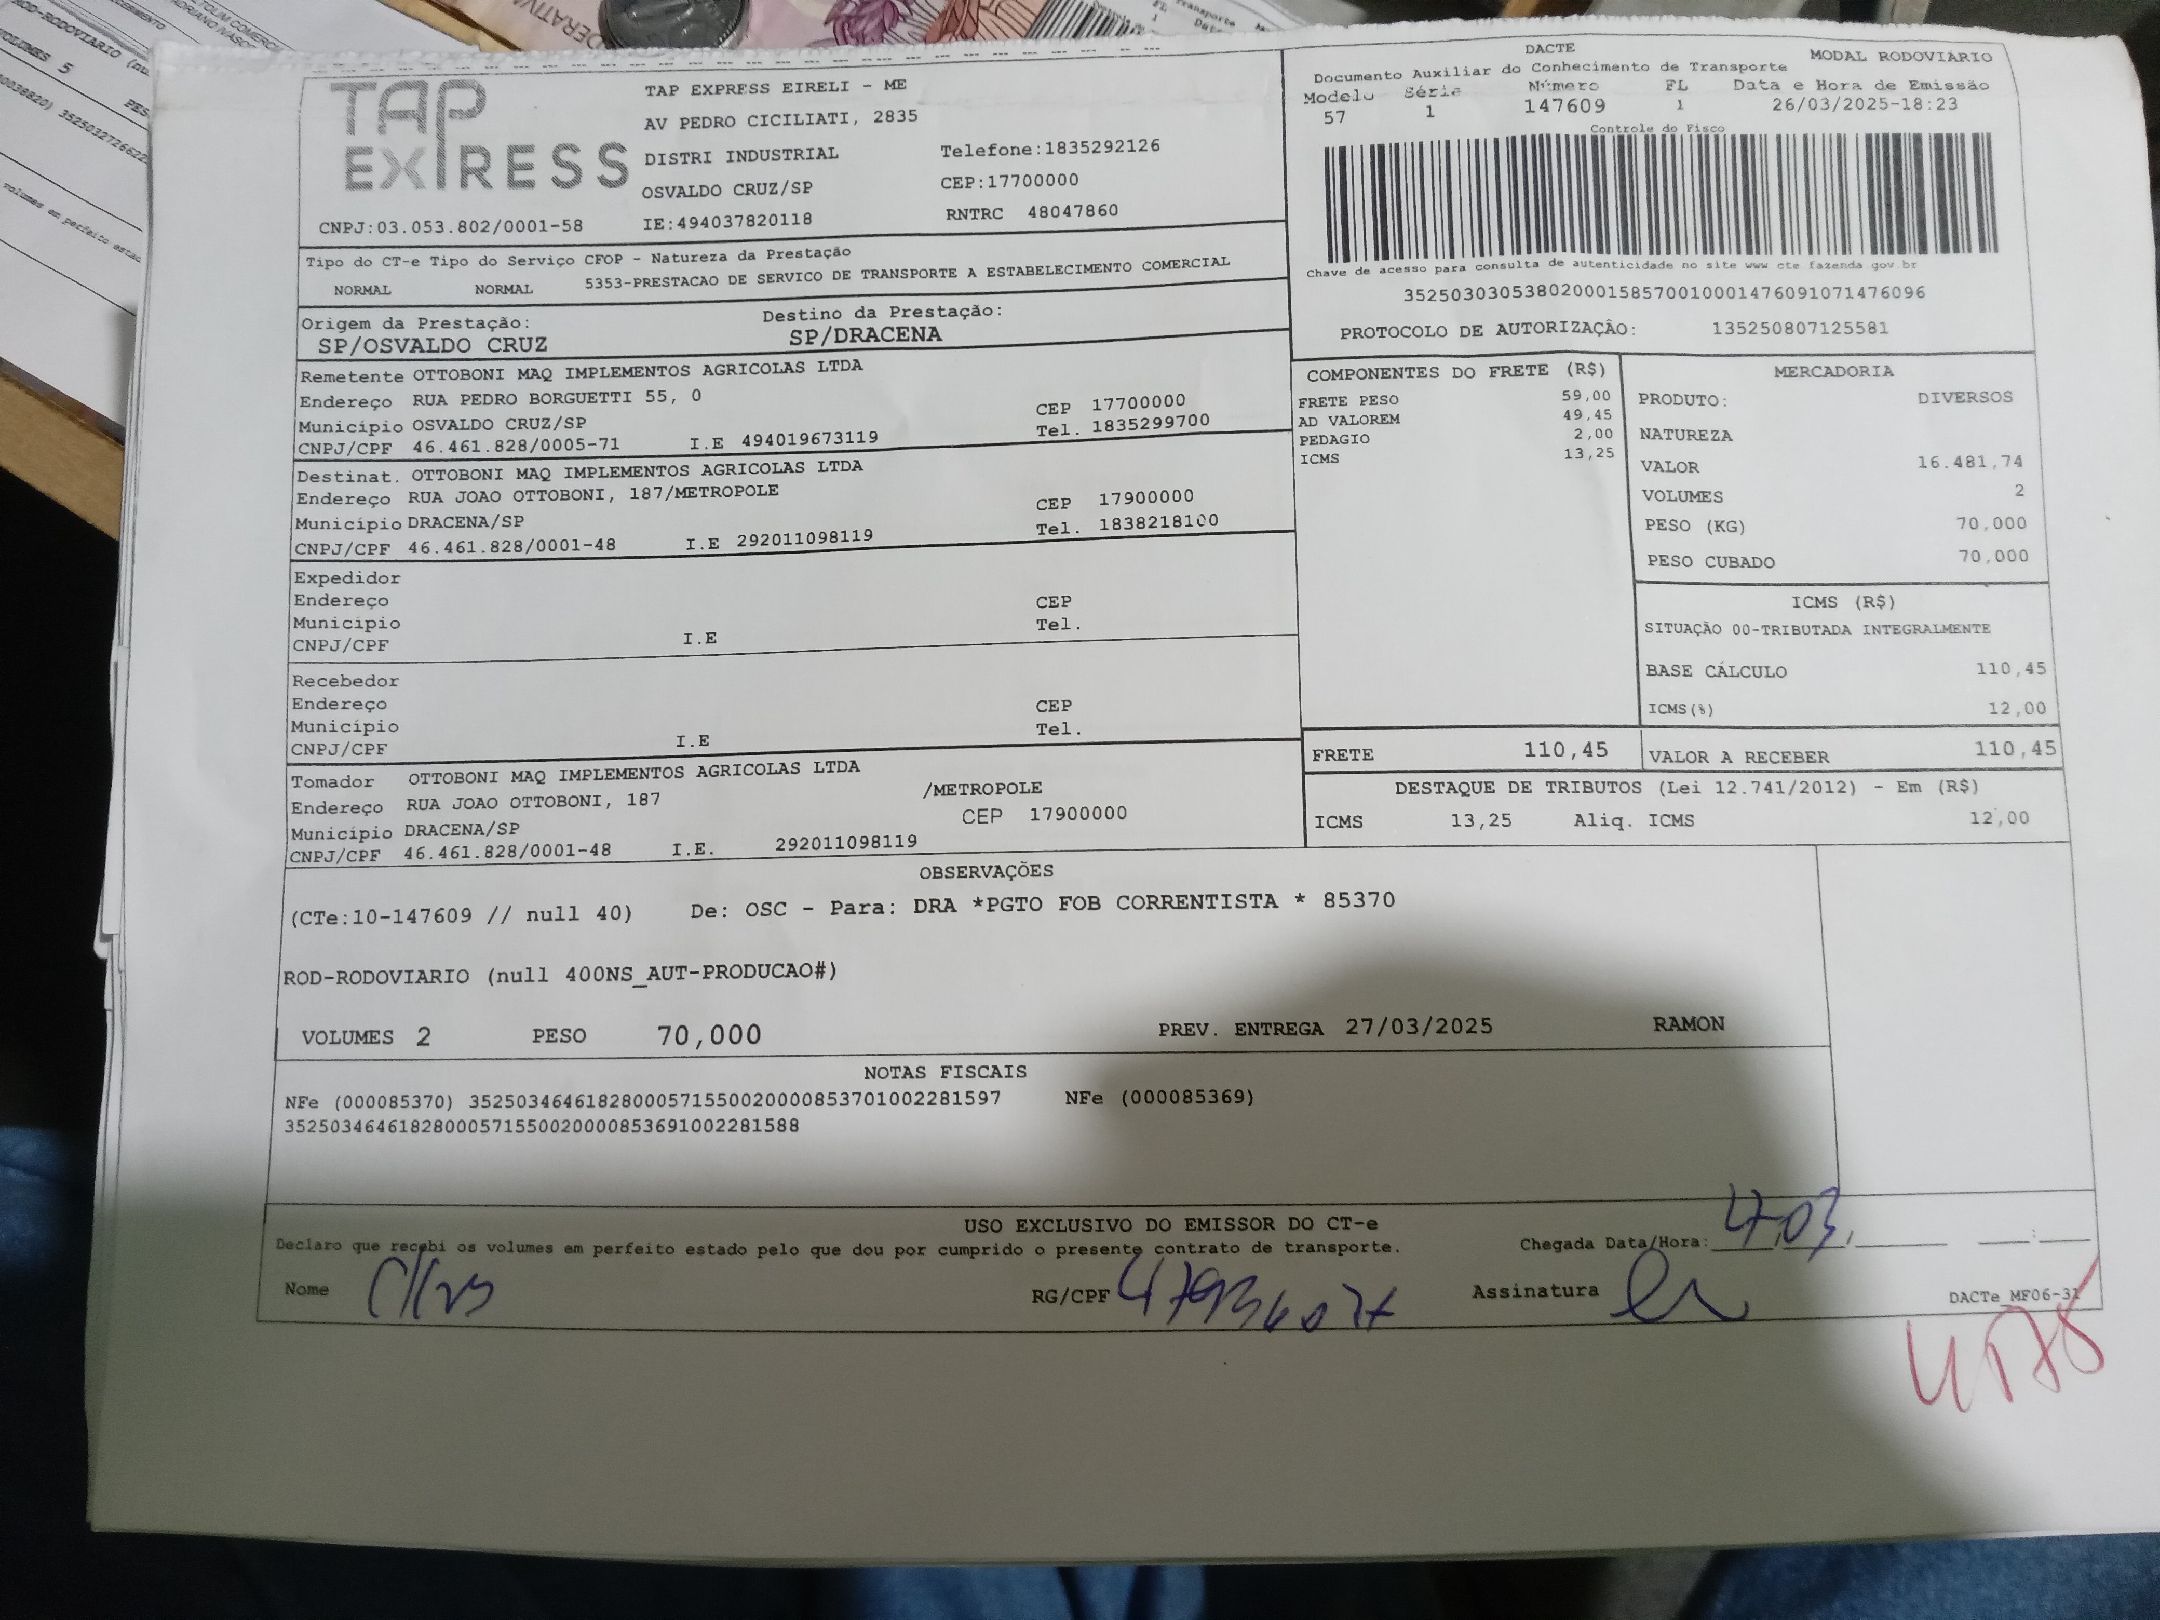 TAP EXPRESS
TAP EXPRESS EIRELI - ME
AV PEDRO CICILIATI, 2835
DISTRI INDUSTRIAL Telefone:1835292126
OSVALDO CRUZ/SP CEP:17700000
CNPJ:03.053.802/0001-58 IE:494037820118 RNTRC 48047860
DACTE MODAL RODOVIÁRIO
Documento Auxiliar do Conhecimento de Transporte
Modelo Série Número FL Data e Hora de Emissão
57 1 147609 1 26/03/2025-18:23
Controle do Fisco
Chave de acesso para consulta de autenticidade no site www cte fazenda.gov.br
35250303053802000158570010001476091071476096
PROTOCOLO DE AUTORIZAÇÃO: 135250807125581
Tipo do CT-e Tipo do Serviço CFOP - Natureza da Prestação
NORMAL NORMAL 5353-PRESTACAO DE SERVICO DE TRANSPORTE A ESTABELECIMENTO COMERCIAL
Origem da Prestação: Destino da Prestação:
SP/OSVALDO CRUZ SP/DRACENA
Remetente OTTOBONI MAQ IMPLEMENTOS AGRICOLAS LTDA
Endereço RUA PEDRO BORGUETTI 55, 0 CEP 17700000
Município OSVALDO CRUZ/SP Tel. 1835299700
CNPJ/CPF 46.461.828/0005-71 I.E 494019673119
Destinat. OTTOBONI MAQ IMPLEMENTOS AGRICOLAS LTDA
Endereço RUA JOAO OTTOBONI, 187/METROPOLE CEP 17900000
Município DRACENA/SP Tel. 1838218100
CNPJ/CPF 46.461.828/0001-48 I.E 292011098119
Expedidor
Endereço CEP
Município Tel.
CNPJ/CPF I.E
Recebedor
Endereço CEP
Município Tel.
CNPJ/CPF I.E
Tomador OTTOBONI MAQ IMPLEMENTOS AGRICOLAS LTDA
Endereço RUA JOAO OTTOBONI, 187 /METROPOLE
Município DRACENA/SP CEP 17900000
CNPJ/CPF 46.461.828/0001-48 I.E. 292011098119
COMPONENTES DO FRETE (R$)
FRETE PESO 59,00
AD VALOREM 49,45
PEDAGIO 2,00
ICMS 13,25
MERCADORIA
PRODUTO: DIVERSOS
NATUREZA
VALOR 16.481,74
VOLUMES 2
PESO (KG) 70,000
PESO CUBADO 70,000
ICMS (R$)
SITUAÇÃO 00-TRIBUTADA INTEGRALMENTE
BASE CÁLCULO 110,45
ICMS(%) 12,00
FRETE 110,45 VALOR A RECEBER 110,45
DESTAQUE DE TRIBUTOS (Lei 12.741/2012) - Em (R$)
ICMS 13,25 Aliq. ICMS 12,00
OBSERVAÇÕES
(CTe:10-147609 // null 40) De: OSC - Para: DRA *PGTO FOB CORRENTISTA * 85370
ROD-RODOVIARIO (null 400NS_AUT-PRODUCAO#)
VOLUMES 2 PESO 70,000 PREV. ENTREGA 27/03/2025 RAMON
NOTAS FISCAIS
NFe (000085370) 35250346461828000571550020000853701002281597 NFe (000085369)
35250346461828000571550020000853691002281588
USO EXCLUSIVO DO EMISSOR DO CT-e
Declaro que recebi os volumes em perfeito estado pelo que dou por cumprido o presente contrato de transporte.
Chegada Data/Hora:
Nome RG/CPF Assinatura
DACTe MF06-31